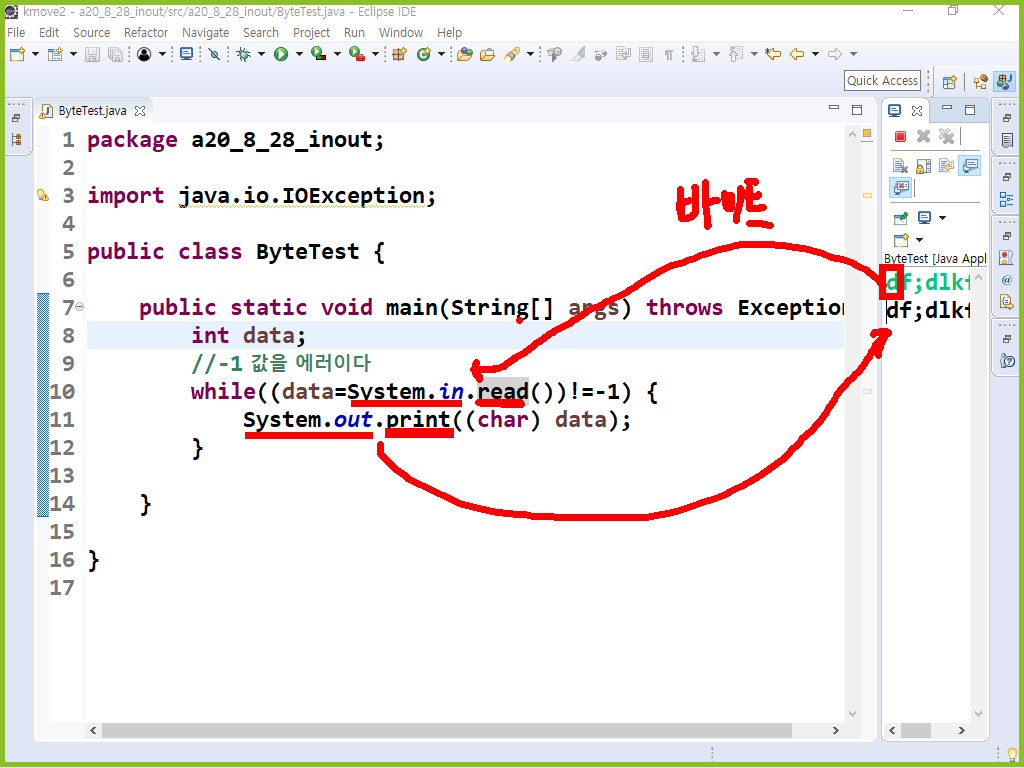 kmove2 - a20_8_28_inout/src/a20_8_28_inout/ByteTest.java - Eclipse IDE
File Edit Source Refactor Navigate Search Project Run Window Help
Quick Access
ByteTest.java
1 package a20_8_28_inout;
2
3 import java.io.IOException;
4
5 public class ByteTest {
6
7 public static void main(String[] args) throws Exception
8 int data;
9 //-1 값을 에러이다
10 while((data=System.in.read())!=-1) {
11 System.out.print((char) data);
12 }
13
14 }
15
16 }
17
바이트
ByteTest [Java Appl
df;dlkf
df;dlkf